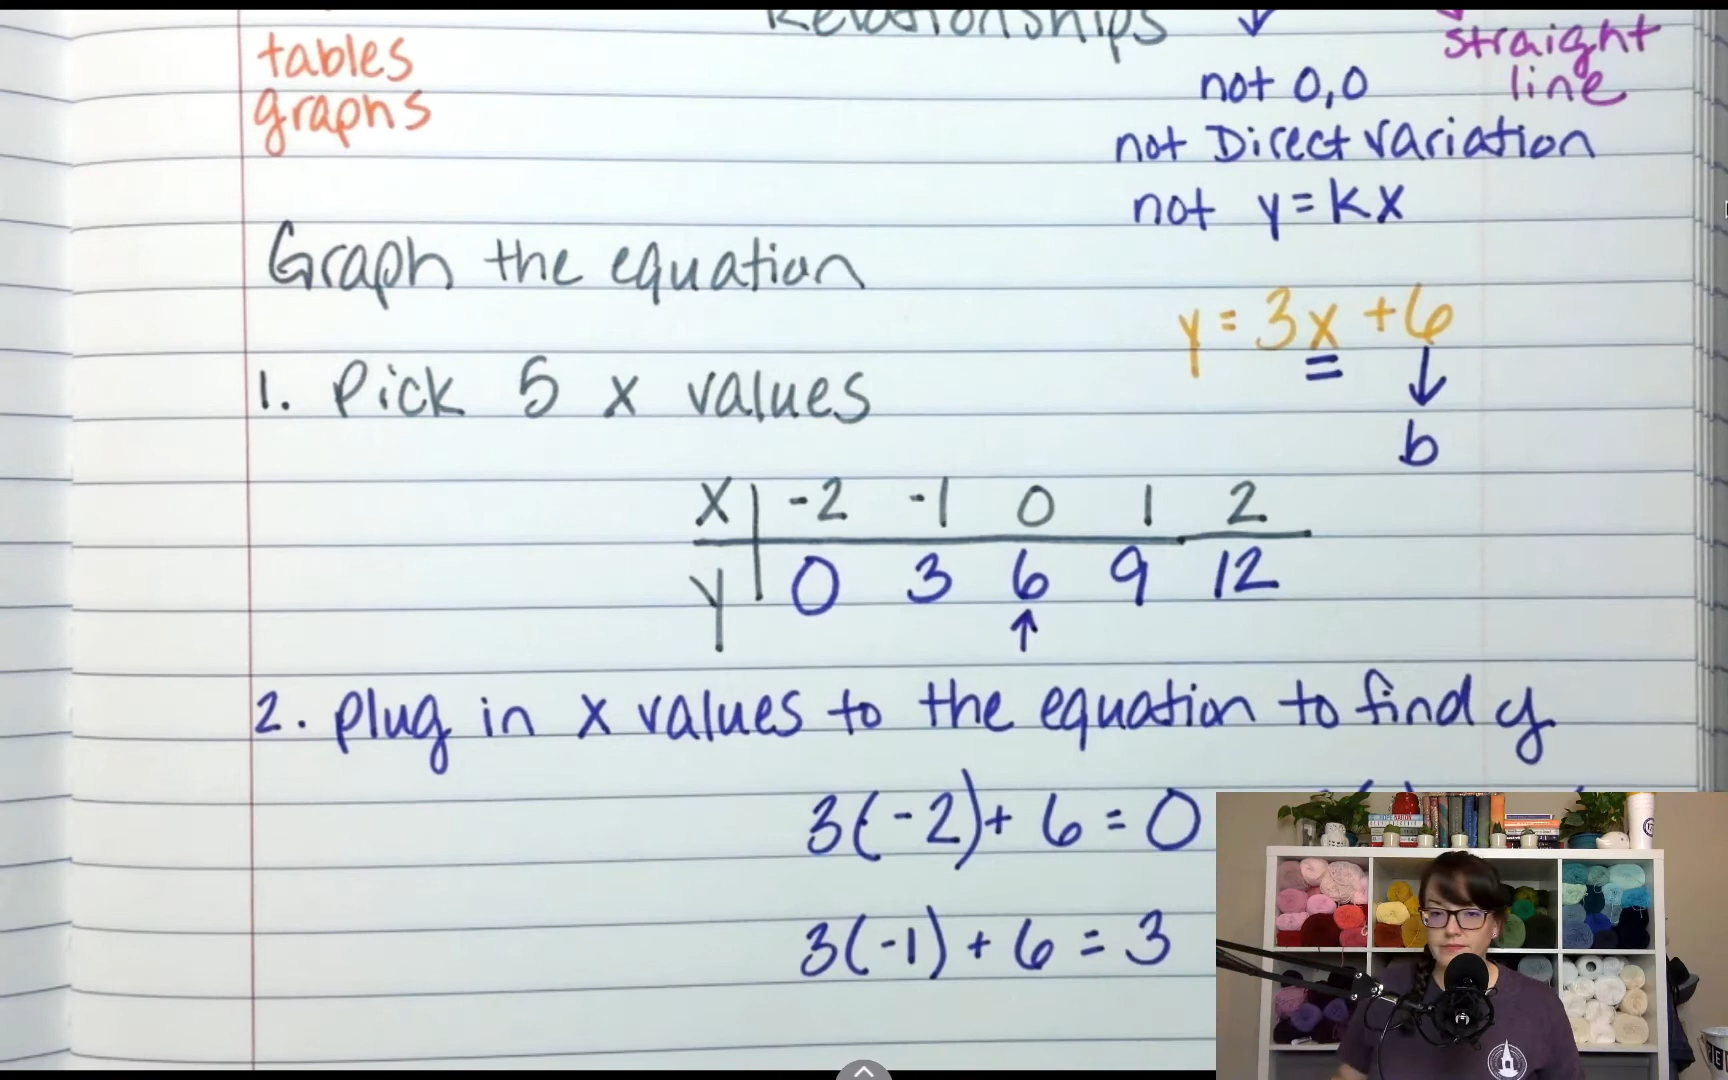 Relationships
tables
straight
graphs
not 0,0
line
not Direct variation
not y = kx
Graph the equation
y = 3x + 6
b
1. Pick 5 x values
x -2 -1 0 1 2
y 0 3 6 9 12
2. plug in x values to the equation to find y
3(-2) + 6 = 0
3(-1) + 6 = 3